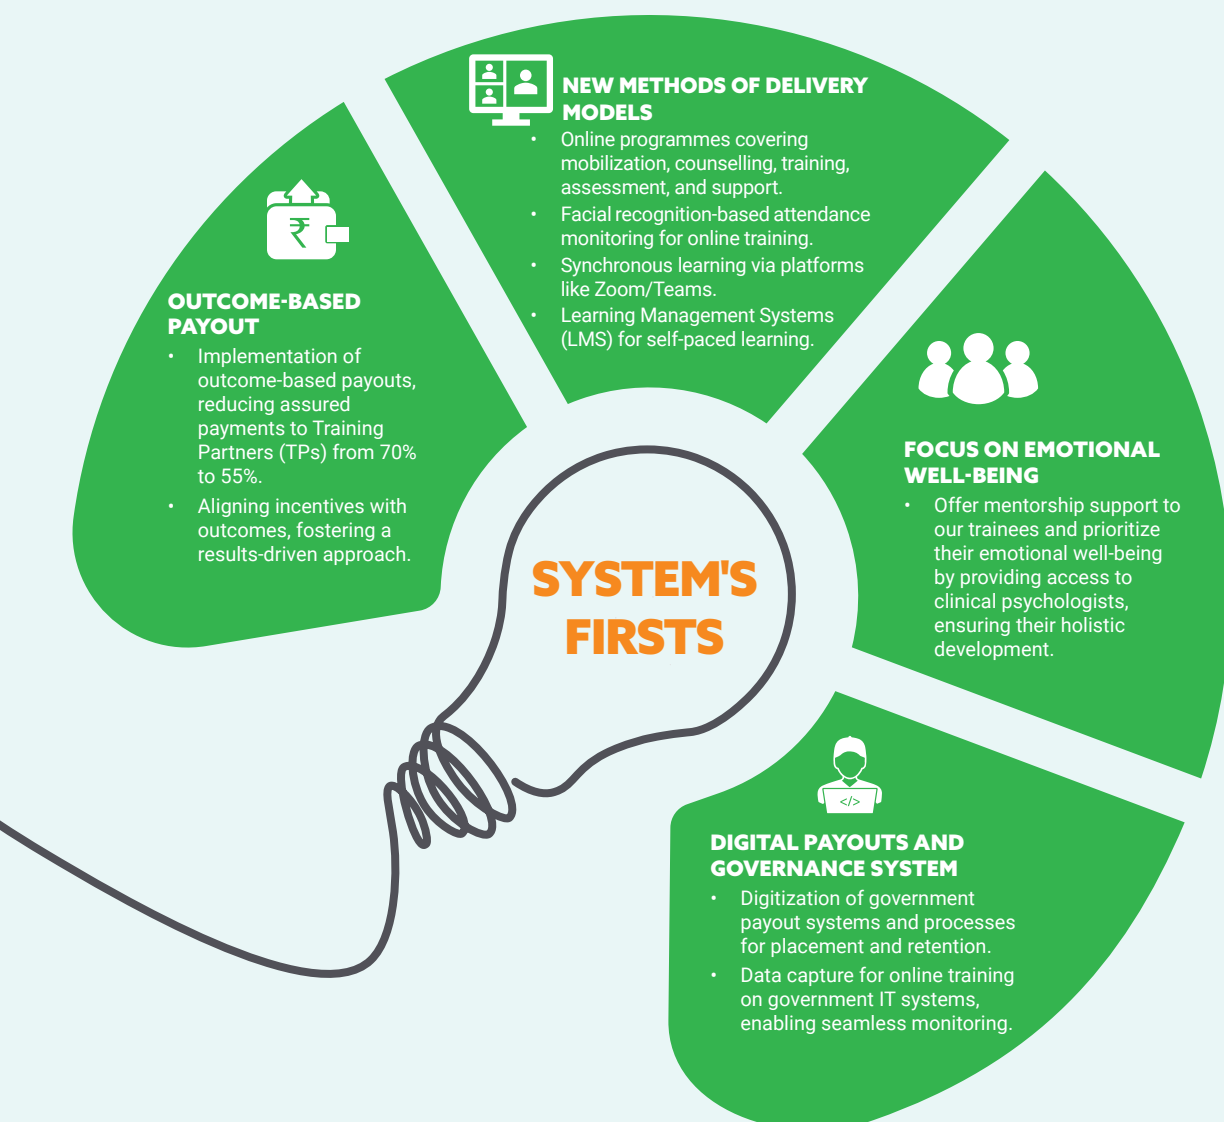 OUTCOME-BASED
PAYOUT
• Implementation of
outcome-based payouts,
reducing assured
payments to Training
Partners (TPs) from 70%
to 55%.
• Aligning incentives with
outcomes, fostering a
results-driven approach.
NEW METHODS OF DELIVERY
MODELS
• Online programmes covering
mobilization, counselling, training,
assessment, and support.
• Facial recognition-based attendance
monitoring for online training.
• Synchronous learning via platforms
like Zoom/Teams.
• Learning Management Systems
(LMS) for self-paced learning.
FOCUS ON EMOTIONAL
WELL-BEING
• Offer mentorship support to
our trainees and prioritize
their emotional well-being
by providing access to
clinical psychologists,
ensuring their holistic
development.
DIGITAL PAYOUTS AND
GOVERNANCE SYSTEM
• Digitization of government
payout systems and processes
for placement and retention.
• Data capture for online training
on government IT systems,
enabling seamless monitoring.
SYSTEM'S
FIRSTS
₹
</>